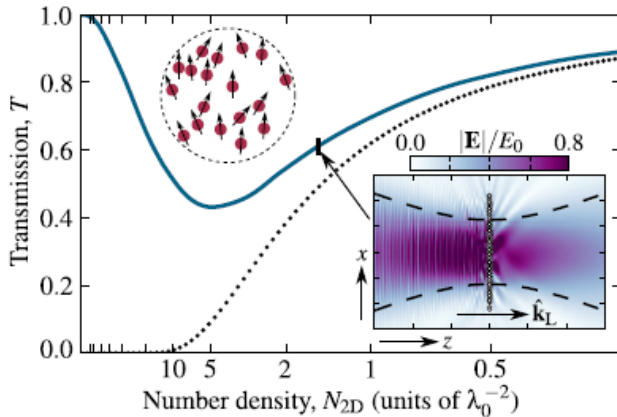 1.0
0.8
0.6
0.4
0.2
0.0
Transmission, T
0.0 |E|/E₀ 0.8
x
z
k̂_L
10 5 2 1 0.5
Number density, N₂D (units of λ₀⁻²)